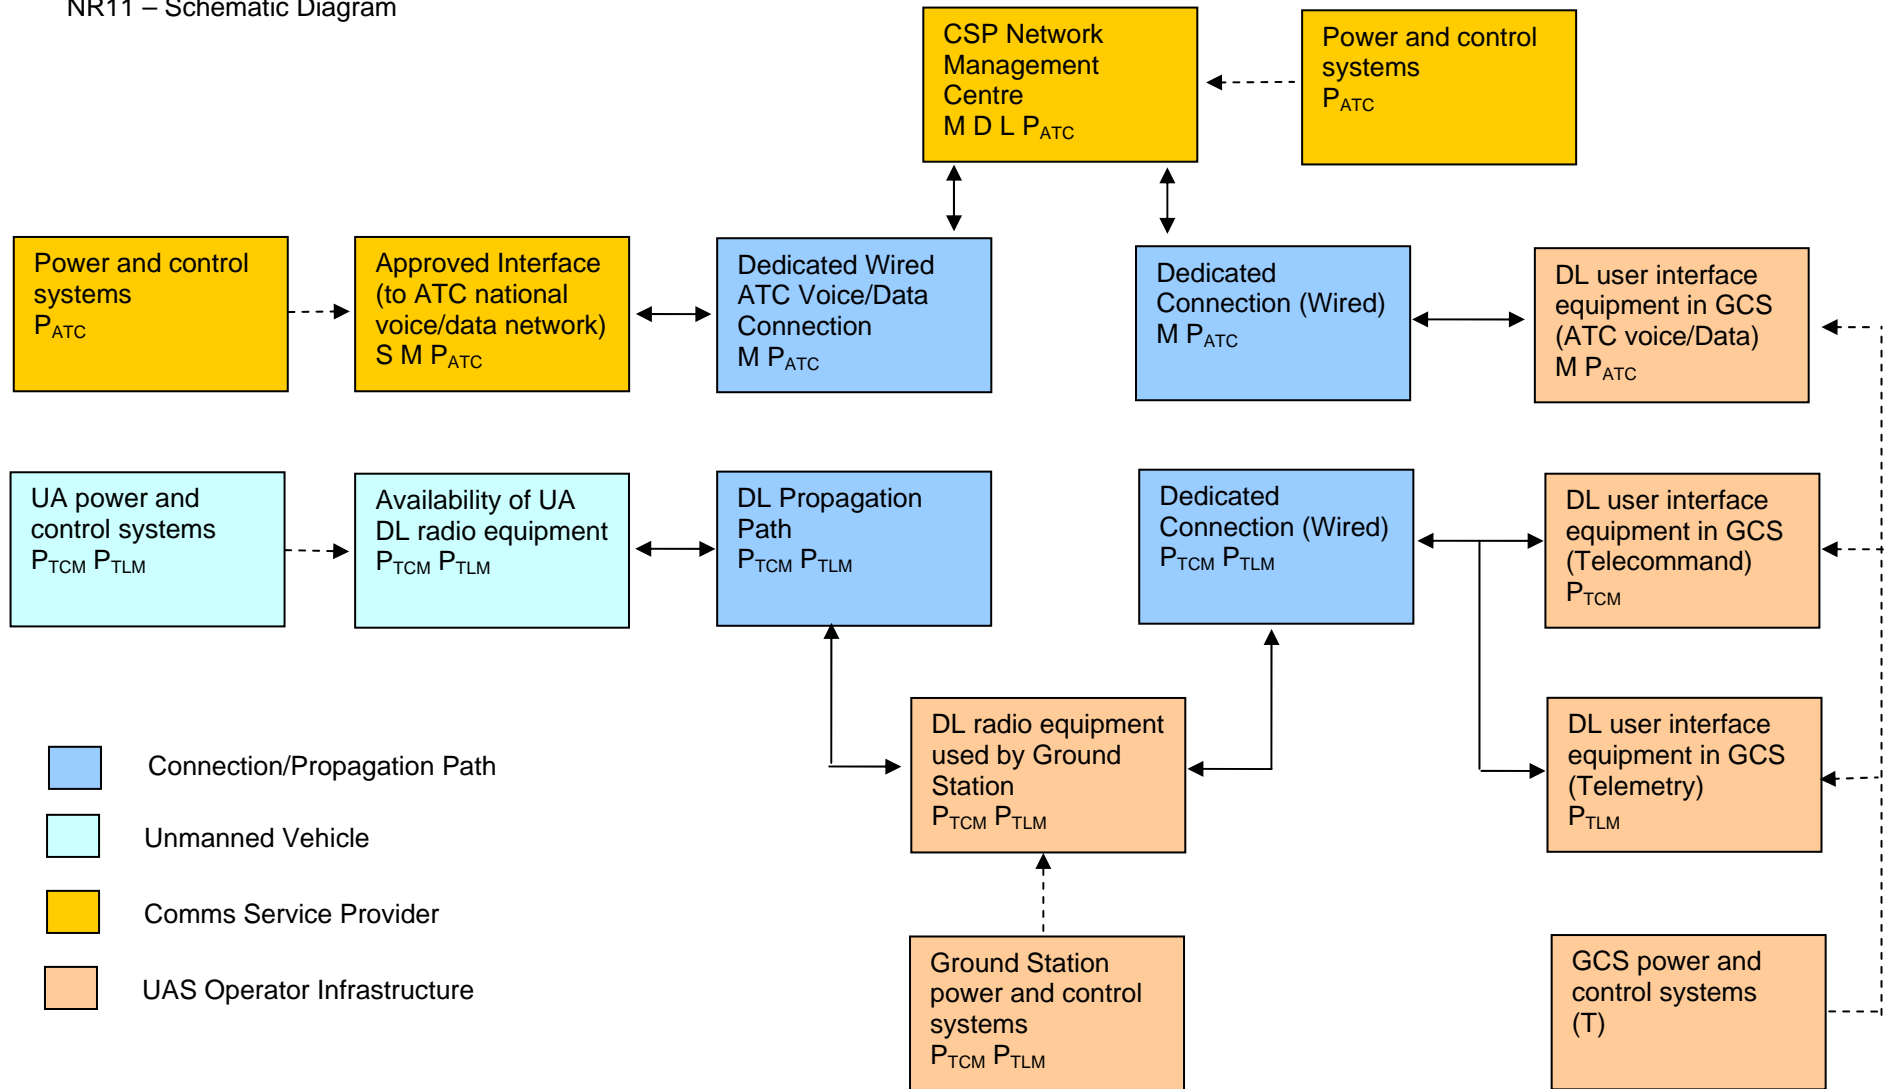 NR11 – Schematic Diagram
CSP Network
Management
Centre
M D L PATC
Power and control
systems
PATC
Power and control
systems
PATC
Approved Interface
(to ATC national
voice/data network)
S M PATC
Dedicated Wired
ATC Voice/Data
Connection
M PATC
Dedicated
Connection (Wired)
M PATC
DL user interface
equipment in GCS
(ATC voice/Data)
M PATC
UA power and
control systems
PTCM PTLM
Availability of UA
DL radio equipment
PTCM PTLM
DL Propagation
Path
PTCM PTLM
Dedicated
Connection (Wired)
PTCM PTLM
DL user interface
equipment in GCS
(Telecommand)
PTCM
DL radio equipment
used by Ground
Station
PTCM PTLM
DL user interface
equipment in GCS
(Telemetry)
PTLM
Connection/Propagation Path
Unmanned Vehicle
Comms Service Provider
UAS Operator Infrastructure
Ground Station
power and control
systems
PTCM PTLM
GCS power and
control systems
(T)